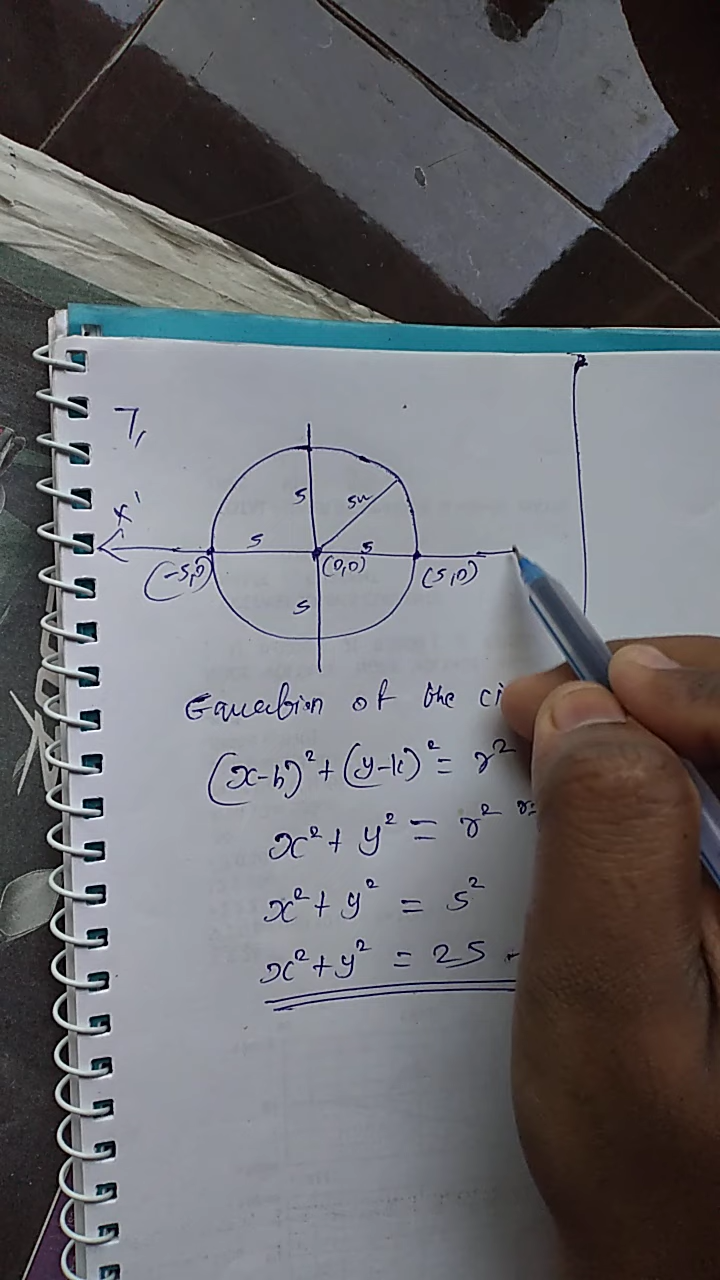 7,
x'
5
5u
5
5
(-5,0)
(0,0)
(5,0)
5
Equation of the ci
(x-h)² + (y-k)² = r²
x² + y² = r² r=
x² + y² = 5²
x² + y² = 25